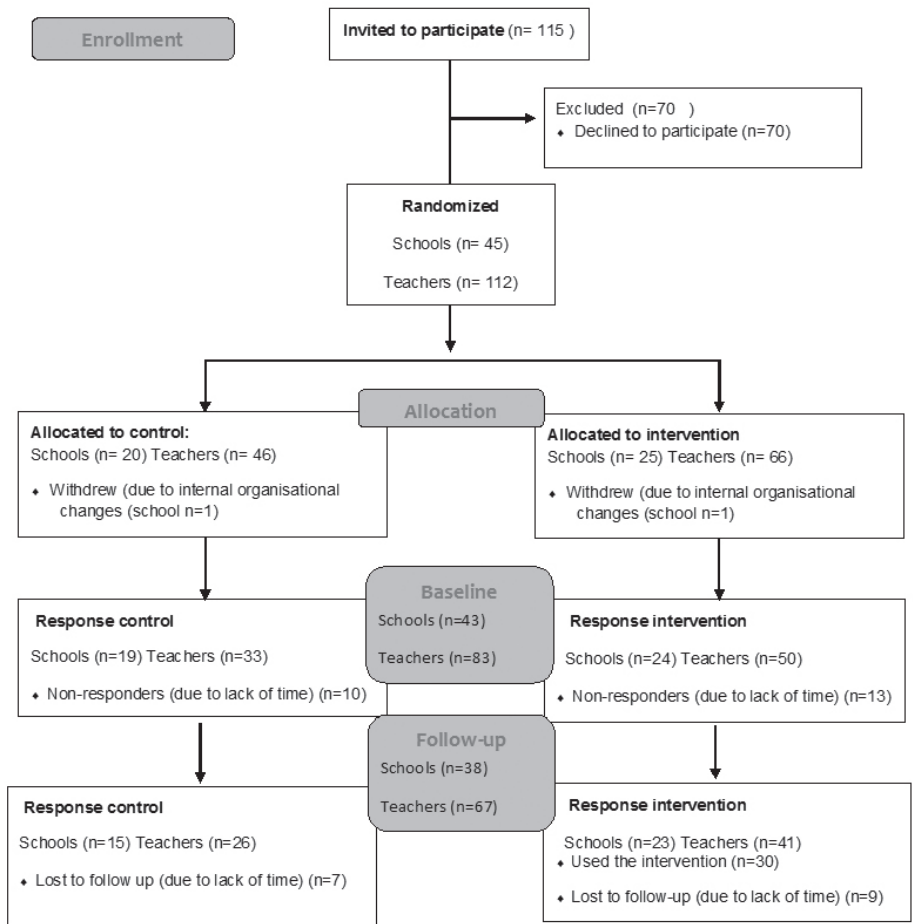 Enrollment
Invited to participate (n= 115 )
Excluded (n=70 )
⬧ Declined to participate (n=70)
Randomized
Schools (n= 45)
Teachers (n= 112)
Allocation
Allocated to control:
Schools (n= 20) Teachers (n= 46)
⬧ Withdrew (due to internal organisational
changes (school n=1)
Allocated to intervention
Schools (n= 25) Teachers (n= 66)
⬧ Withdrew (due to internal organisational
changes (school n=1)
Baseline
Schools (n=43)
Teachers (n=83)
Response control
Schools (n=19) Teachers (n=33)
⬧ Non-responders (due to lack of time) (n=10)
Response intervention
Schools (n=24) Teachers (n=50)
⬧ Non-responders (due to lack of time) (n=13)
Follow-up
Schools (n=38)
Teachers (n=67)
Response control
Schools (n=15) Teachers (n=26)
⬧ Lost to follow up (due to lack of time) (n=7)
Response intervention
Schools (n=23) Teachers (n=41)
⬧ Used the intervention (n=30)
⬧ Lost to follow-up (due to lack of time) (n=9)